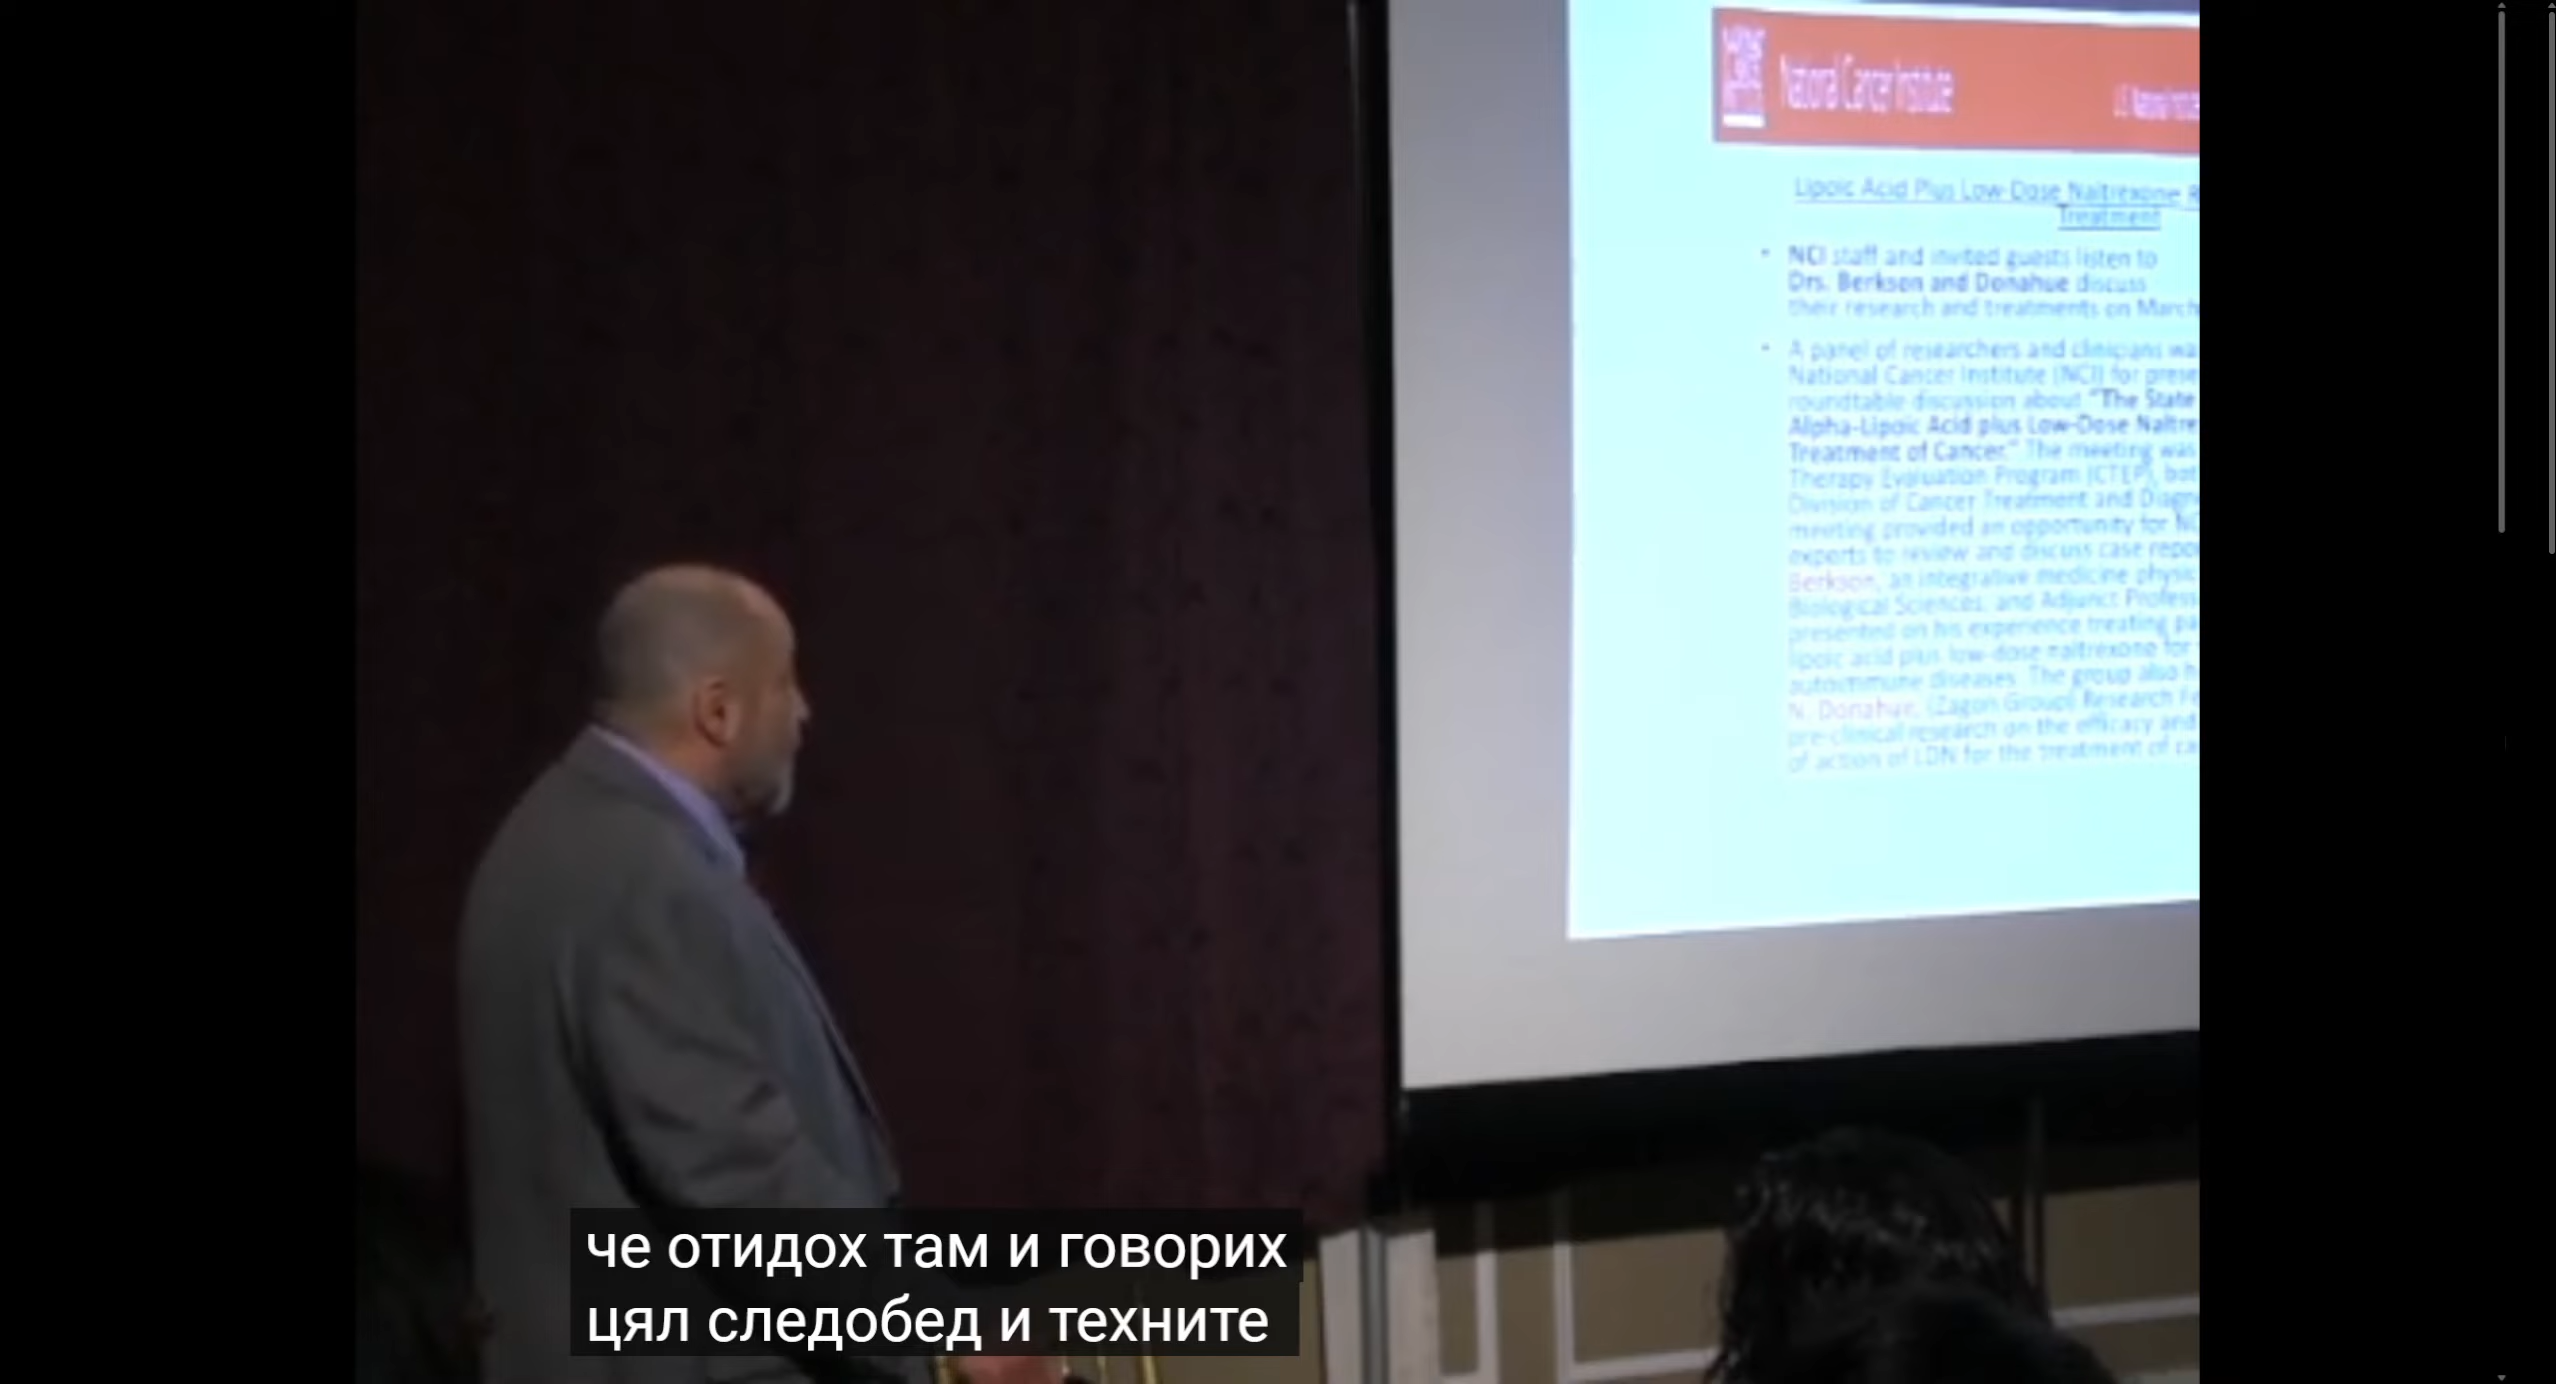 National Cancer Institute
Lipoic Acid Plus Low-Dose Naltrexone
Treatment
NCI staff and invited guests listen to
Drs. Berkson and Donahue discuss
their research and treatments on March
A panel of researchers and clinicians
National Cancer Institute (NCI) for
roundtable discussion about "The State
Alpha-Lipoic Acid plus Low-Dose
Treatment of Cancer." The meeting was
Therapy Evaluation Program (CTEP),
Division of Cancer Treatment and
meeting provided an opportunity for
experts to review and discuss case
Berkson, an integrative medicine
Biological Sciences, and Adjunct
presented on his experience treating
lipoic acid plus low-dose naltrexone for
autoimmune diseases. The group also
N. Donahue, (Zagon Group) Research
pre-clinical research on the efficacy and
of action of LDN for the treatment of
че отидох там и говорих
цял следобед и техните